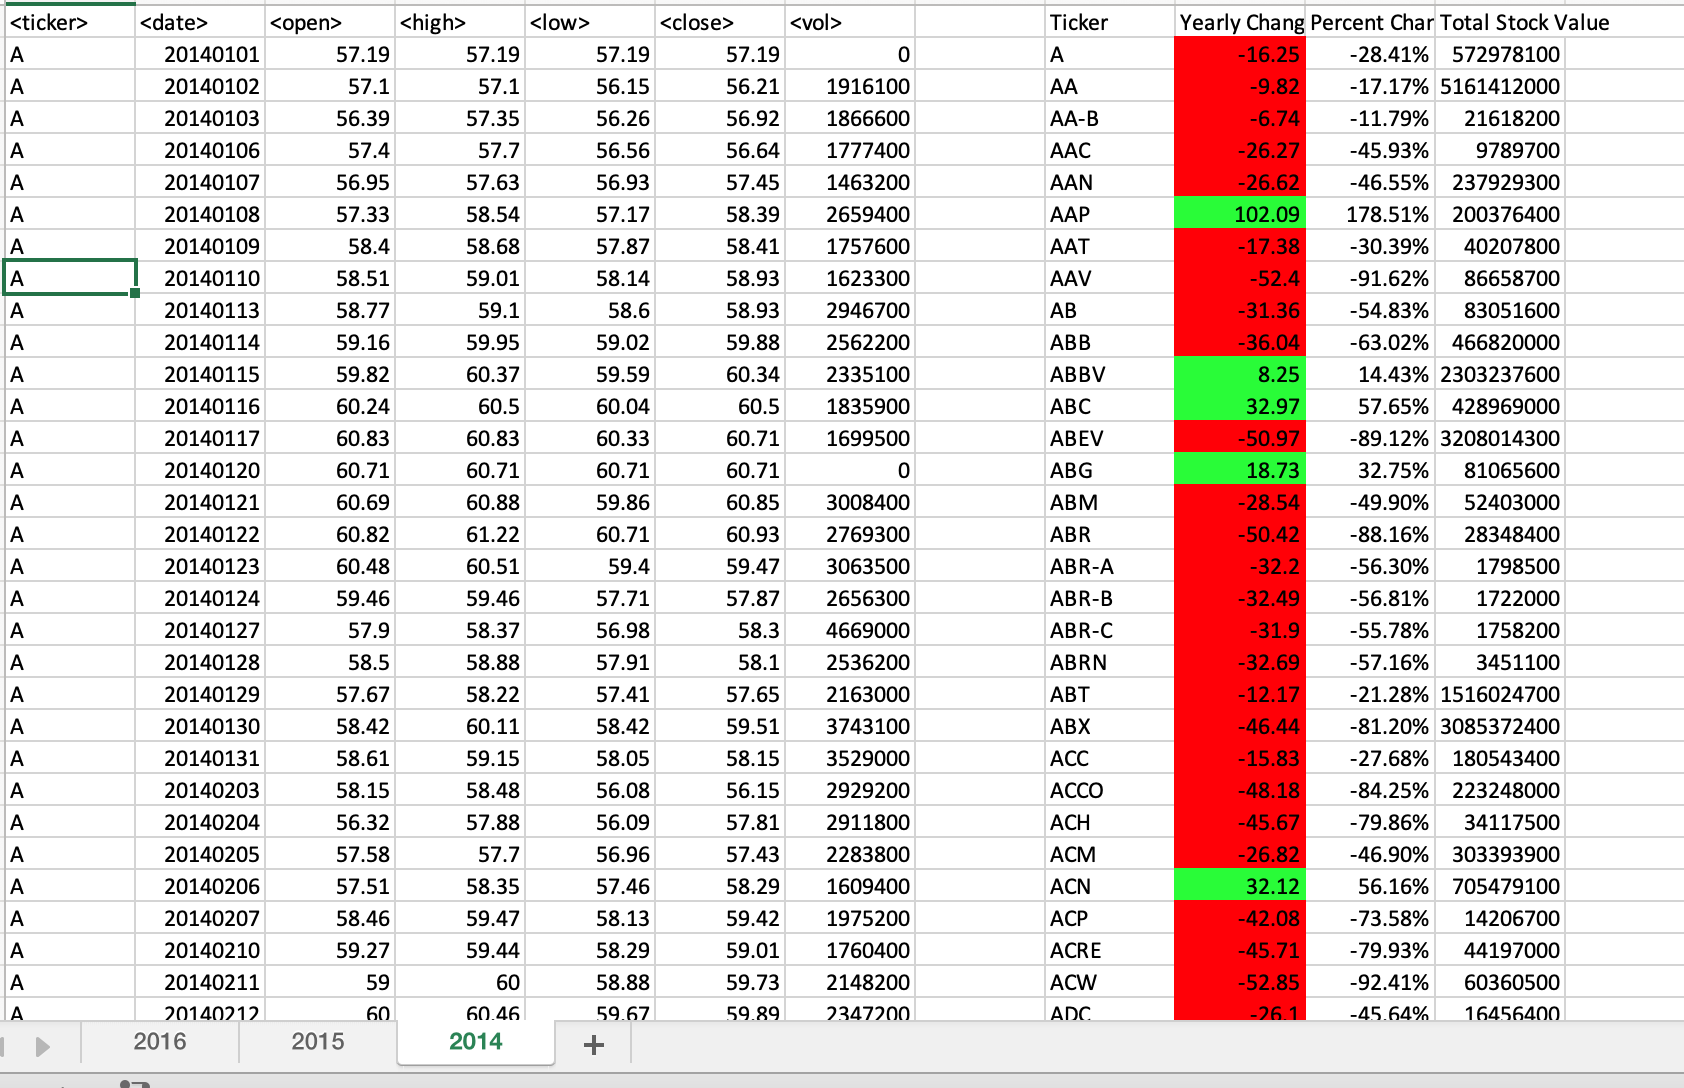 <ticker> <date> <open> <high> <low> <close> <vol> Ticker Yearly Chang Percent Char Total Stock Value
A 20140101 57.19 57.19 57.19 57.19 0 A -16.25 -28.41% 572978100
A 20140102 57.1 57.1 56.15 56.21 1916100 AA -9.82 -17.17% 5161412000
A 20140103 56.39 57.35 56.26 56.92 1866600 AA-B -6.74 -11.79% 21618200
A 20140106 57.4 57.7 56.56 56.64 1777400 AAC -26.27 -45.93% 9789700
A 20140107 56.95 57.63 56.93 57.45 1463200 AAN -26.62 -46.55% 237929300
A 20140108 57.33 58.54 57.17 58.39 2659400 AAP 102.09 178.51% 200376400
A 20140109 58.4 58.68 57.87 58.41 1757600 AAT -17.38 -30.39% 40207800
A 20140110 58.51 59.01 58.14 58.93 1623300 AAV -52.4 -91.62% 86658700
A 20140113 58.77 59.1 58.6 58.93 2946700 AB -31.36 -54.83% 83051600
A 20140114 59.16 59.95 59.02 59.88 2562200 ABB -36.04 -63.02% 466820000
A 20140115 59.82 60.37 59.59 60.34 2335100 ABBV 8.25 14.43% 2303237600
A 20140116 60.24 60.5 60.04 60.5 1835900 ABC 32.97 57.65% 428969000
A 20140117 60.83 60.83 60.33 60.71 1699500 ABEV -50.97 -89.12% 3208014300
A 20140120 60.71 60.71 60.71 60.71 0 ABG 18.73 32.75% 81065600
A 20140121 60.69 60.88 59.86 60.85 3008400 ABM -28.54 -49.90% 52403000
A 20140122 60.82 61.22 60.71 60.93 2769300 ABR -50.42 -88.16% 28348400
A 20140123 60.48 60.51 59.4 59.47 3063500 ABR-A -32.2 -56.30% 1798500
A 20140124 59.46 59.46 57.71 57.87 2656300 ABR-B -32.49 -56.81% 1722000
A 20140127 57.9 58.37 56.98 58.3 4669000 ABR-C -31.9 -55.78% 1758200
A 20140128 58.5 58.88 57.91 58.1 2536200 ABRN -32.69 -57.16% 3451100
A 20140129 57.67 58.22 57.41 57.65 2163000 ABT -12.17 -21.28% 1516024700
A 20140130 58.42 60.11 58.42 59.51 3743100 ABX -46.44 -81.20% 3085372400
A 20140131 58.61 59.15 58.05 58.15 3529000 ACC -15.83 -27.68% 180543400
A 20140203 58.15 58.48 56.08 56.15 2929200 ACCO -48.18 -84.25% 223248000
A 20140204 56.32 57.88 56.09 57.81 2911800 ACH -45.67 -79.86% 34117500
A 20140205 57.58 57.7 56.96 57.43 2283800 ACM -26.82 -46.90% 303393900
A 20140206 57.51 58.35 57.46 58.29 1609400 ACN 32.12 56.16% 705479100
A 20140207 58.46 59.47 58.13 59.42 1975200 ACP -42.08 -73.58% 14206700
A 20140210 59.27 59.44 58.29 59.01 1760400 ACRE -45.71 -79.93% 44197000
A 20140211 59 60 58.88 59.73 2148200 ACW -52.85 -92.41% 60360500
A 20140212 60 60.46 59.67 59.89 2347200 ADC -26.1 -45.64% 16456400
2016 2015 2014 +